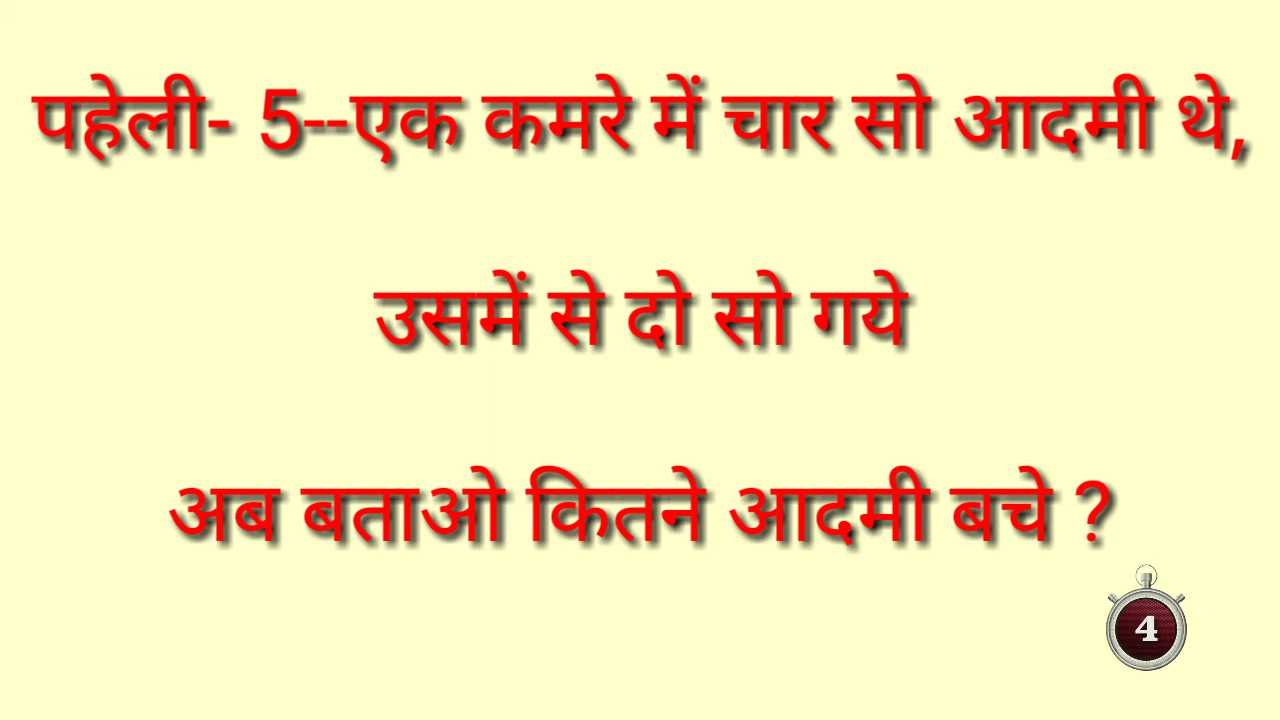 पहेली- 5--एक कमरे में चार सो आदमी थे,
उसमें से दो सो गये
अब बताओ कितने आदमी बचे ?
4